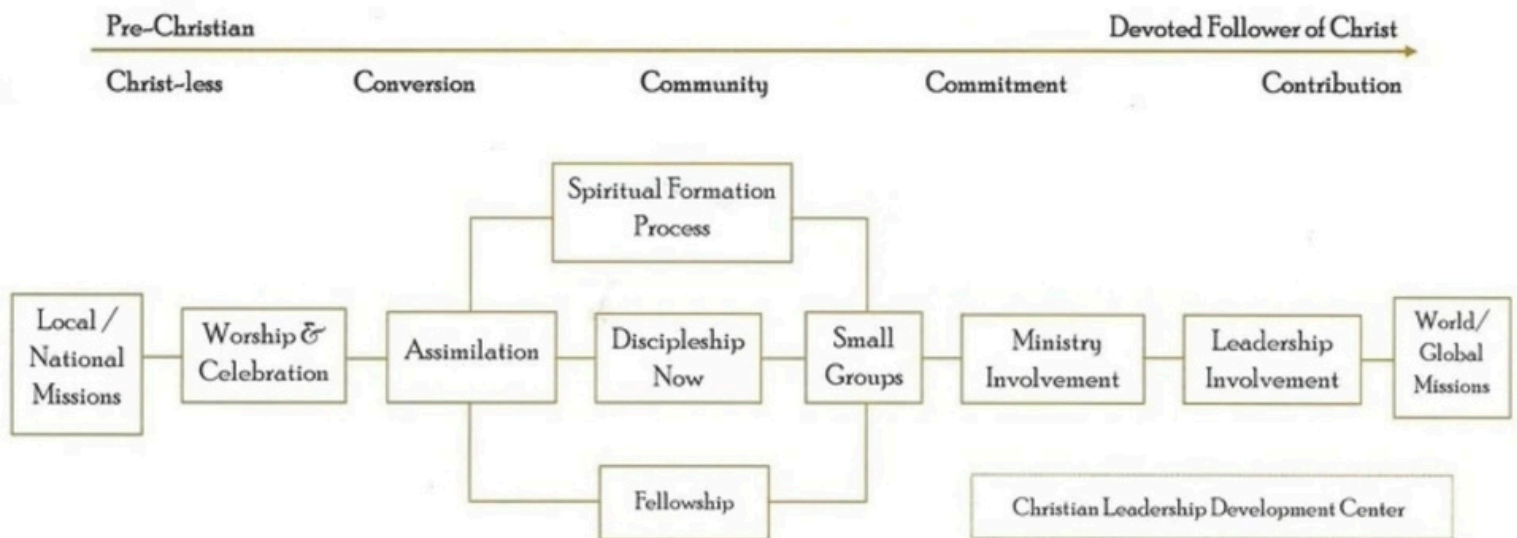 Pre-Christian
Devoted Follower of Christ
Christ-less
Conversion
Community
Commitment
Contribution
Spiritual Formation
Process
Local /
National
Missions
Worship &
Celebration
Assimilation
Discipleship
Now
Small
Groups
Ministry
Involvement
Leadership
Involvement
World/
Global
Missions
Fellowship
Christian Leadership Development Center